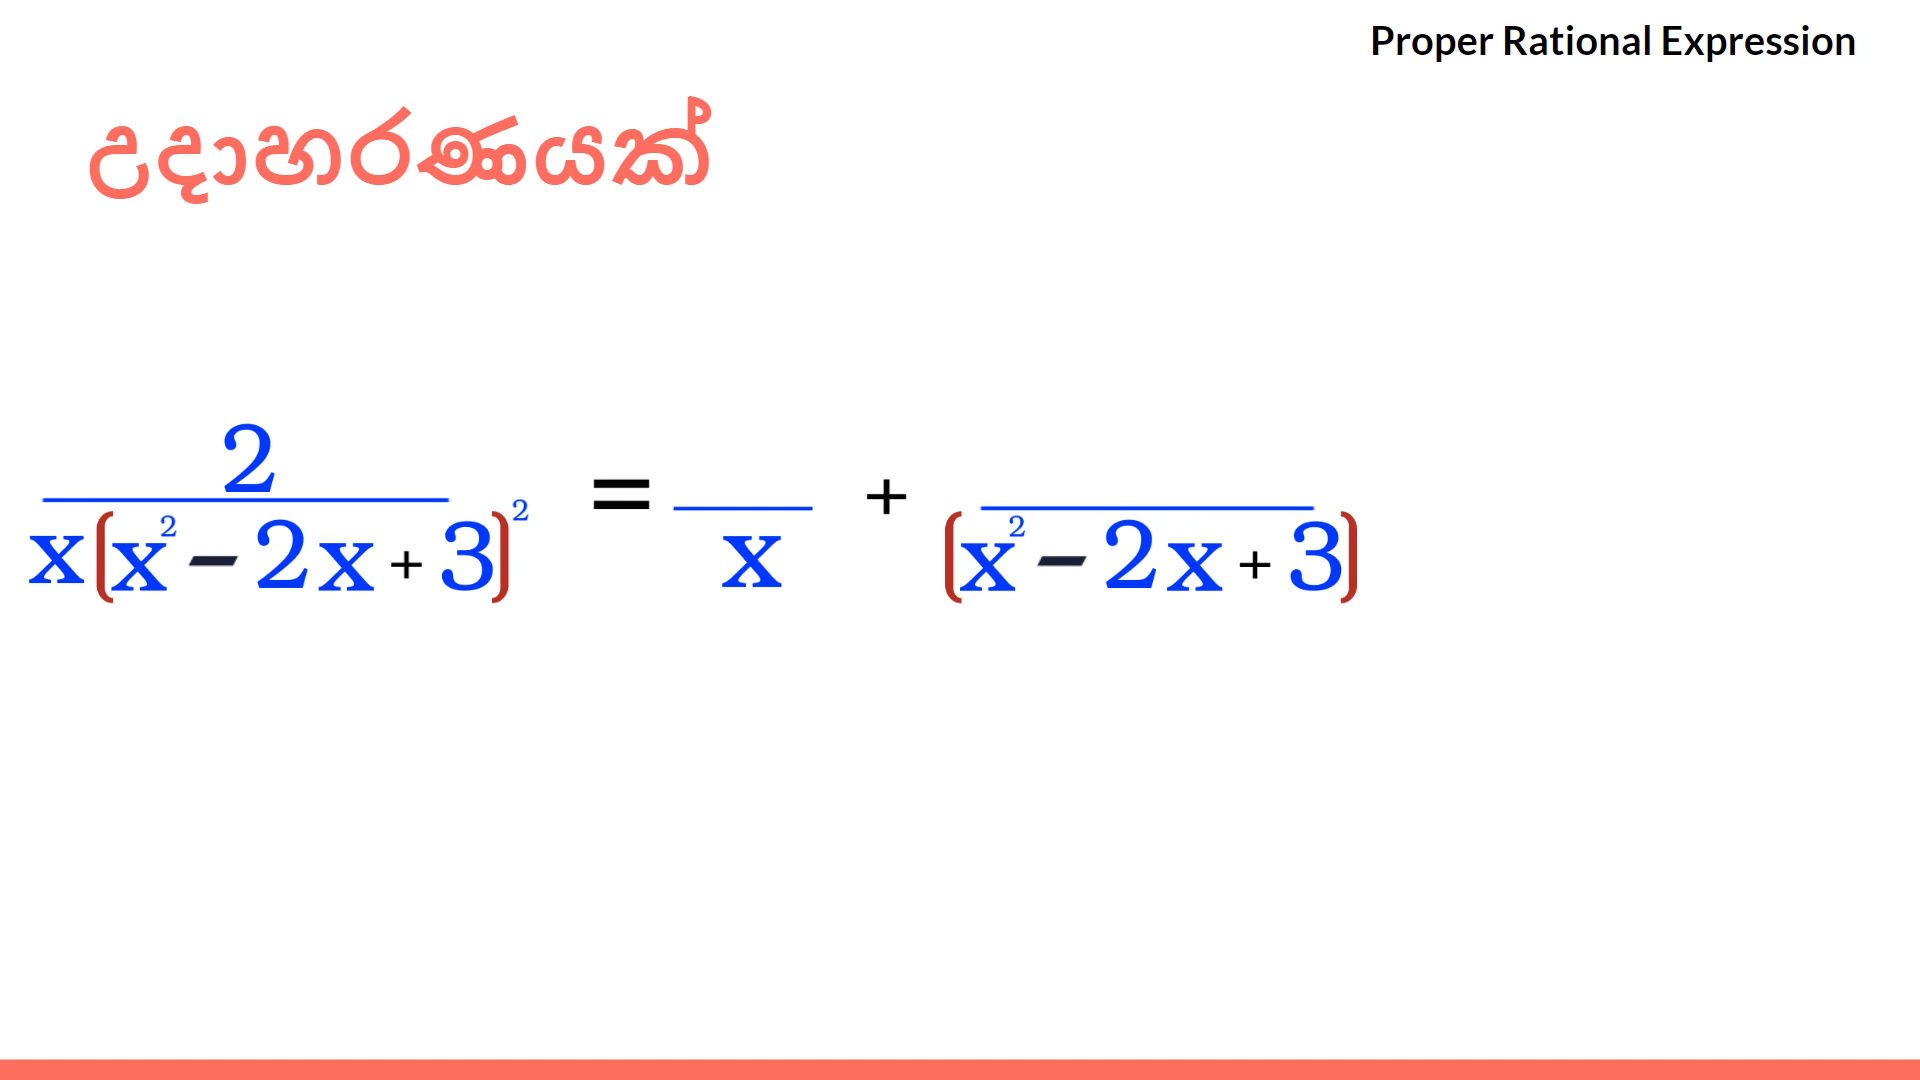 Proper Rational Expression
උදාහරණයක්
2 / x(x² - 2x + 3)² = / x + / (x² - 2x + 3)